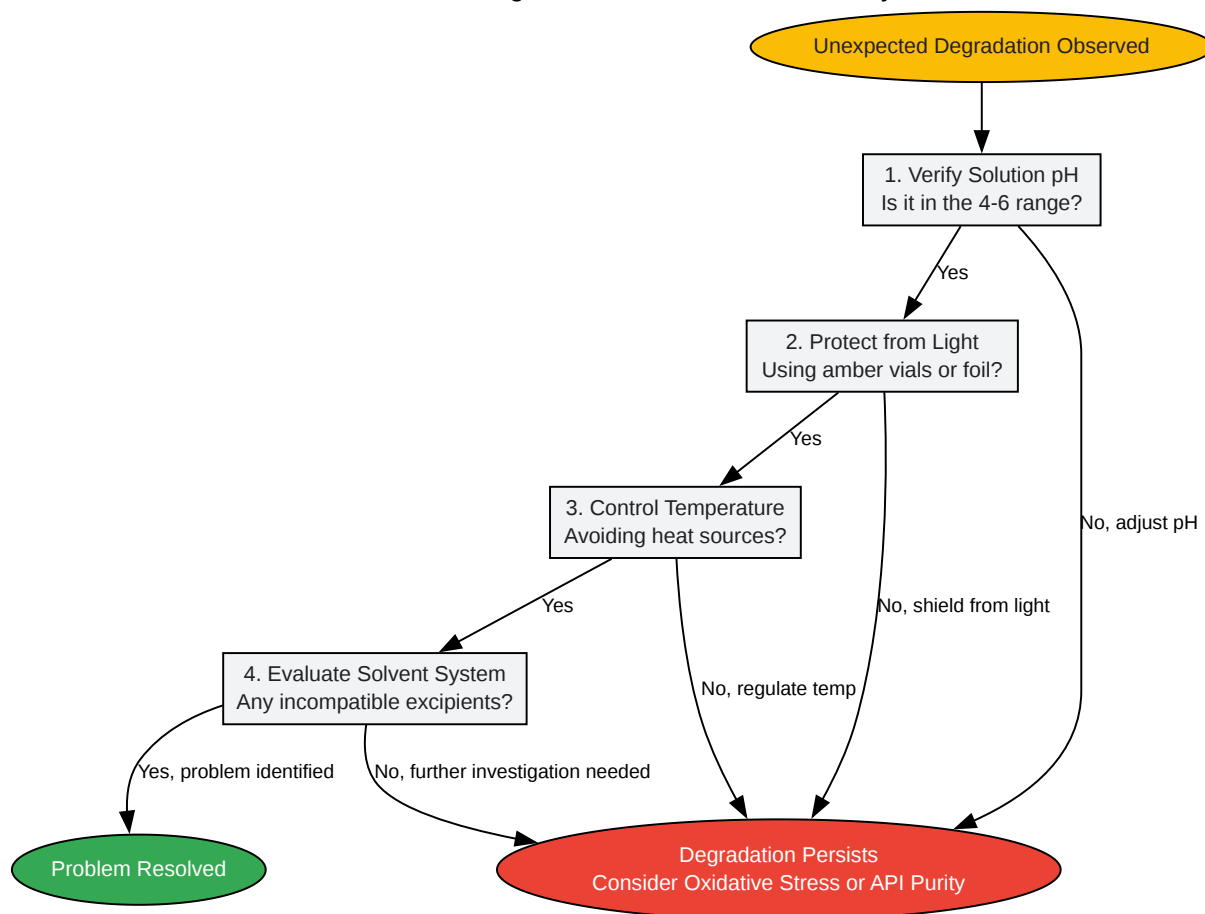 Unexpected Degradation Observed
1. Verify Solution pH
Is it in the 4-6 range?
Yes
2. Protect from Light
Using amber vials or foil?
Yes
3. Control Temperature
Avoiding heat sources?
No, adjust pH
Yes
No, shield from light
4. Evaluate Solvent System
Any incompatible excipients?
No, regulate temp
Yes, problem identified
No, further investigation needed
Problem Resolved
Degradation Persists
Consider Oxidative Stress or API Purity